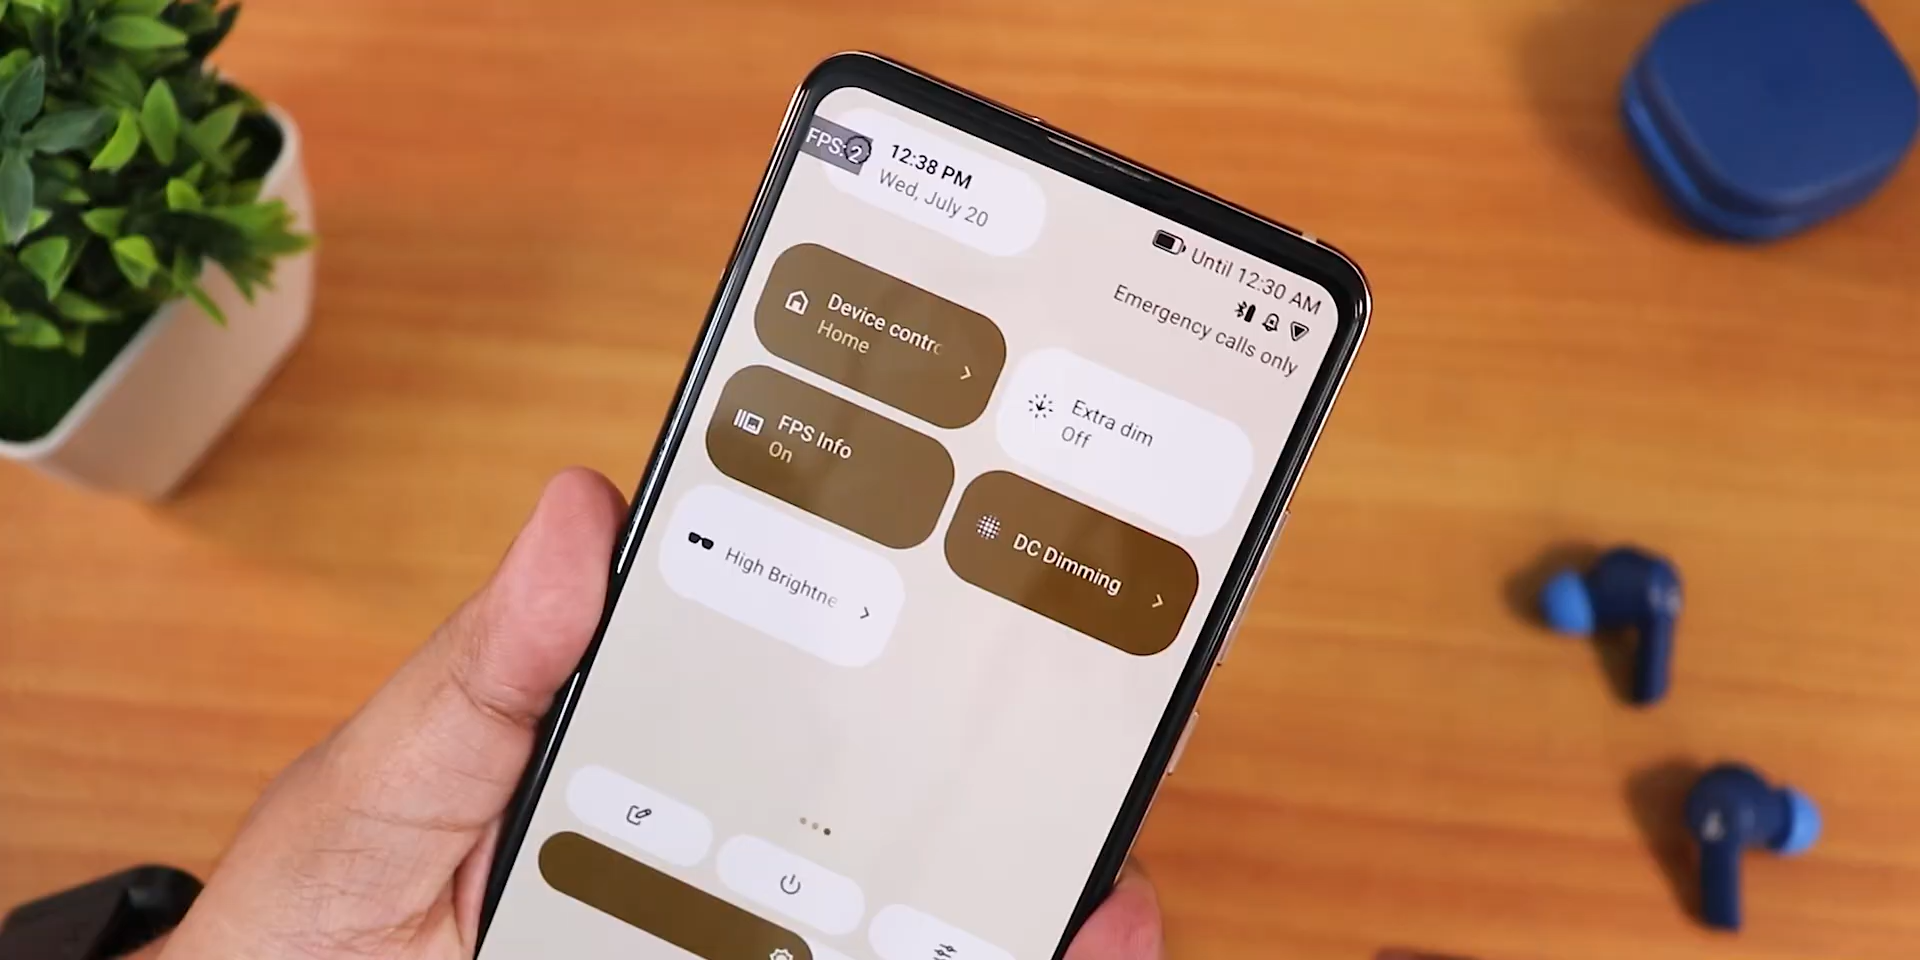 FPS: 2
12:38 PM
Wed, July 20
Until 12:30 AM
Emergency calls only
Device contro
Home
Extra dim
Off
FPS Info
On
DC Dimming
High Brightne